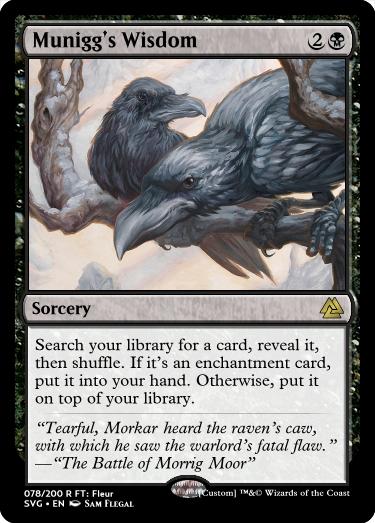 Munigg's Wisdom 2
Sorcery
Search your library for a card, reveal it,
then shuffle. If it's an enchantment card,
put it into your hand. Otherwise, put it
on top of your library.
"Tearful, Morkar heard the raven's caw,
with which he saw the warlord's fatal flaw."
—"The Battle of Morrig Moor"
078/200 R FT: Fleur
SVG • EN SAM FLEGAL
[Custom] ™&© Wizards of the Coast